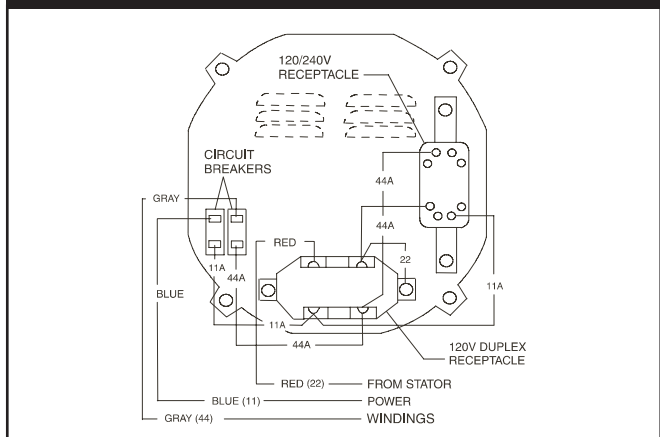 120/240V
RECEPTACLE
CIRCUIT
BREAKERS
GRAY
44A
44A
RED
22
11A
44A
BLUE
11A
11A
44A
120V DUPLEX
RECEPTACLE
RED (22)
FROM STATOR
BLUE (11)
POWER
GRAY (44)
WINDINGS